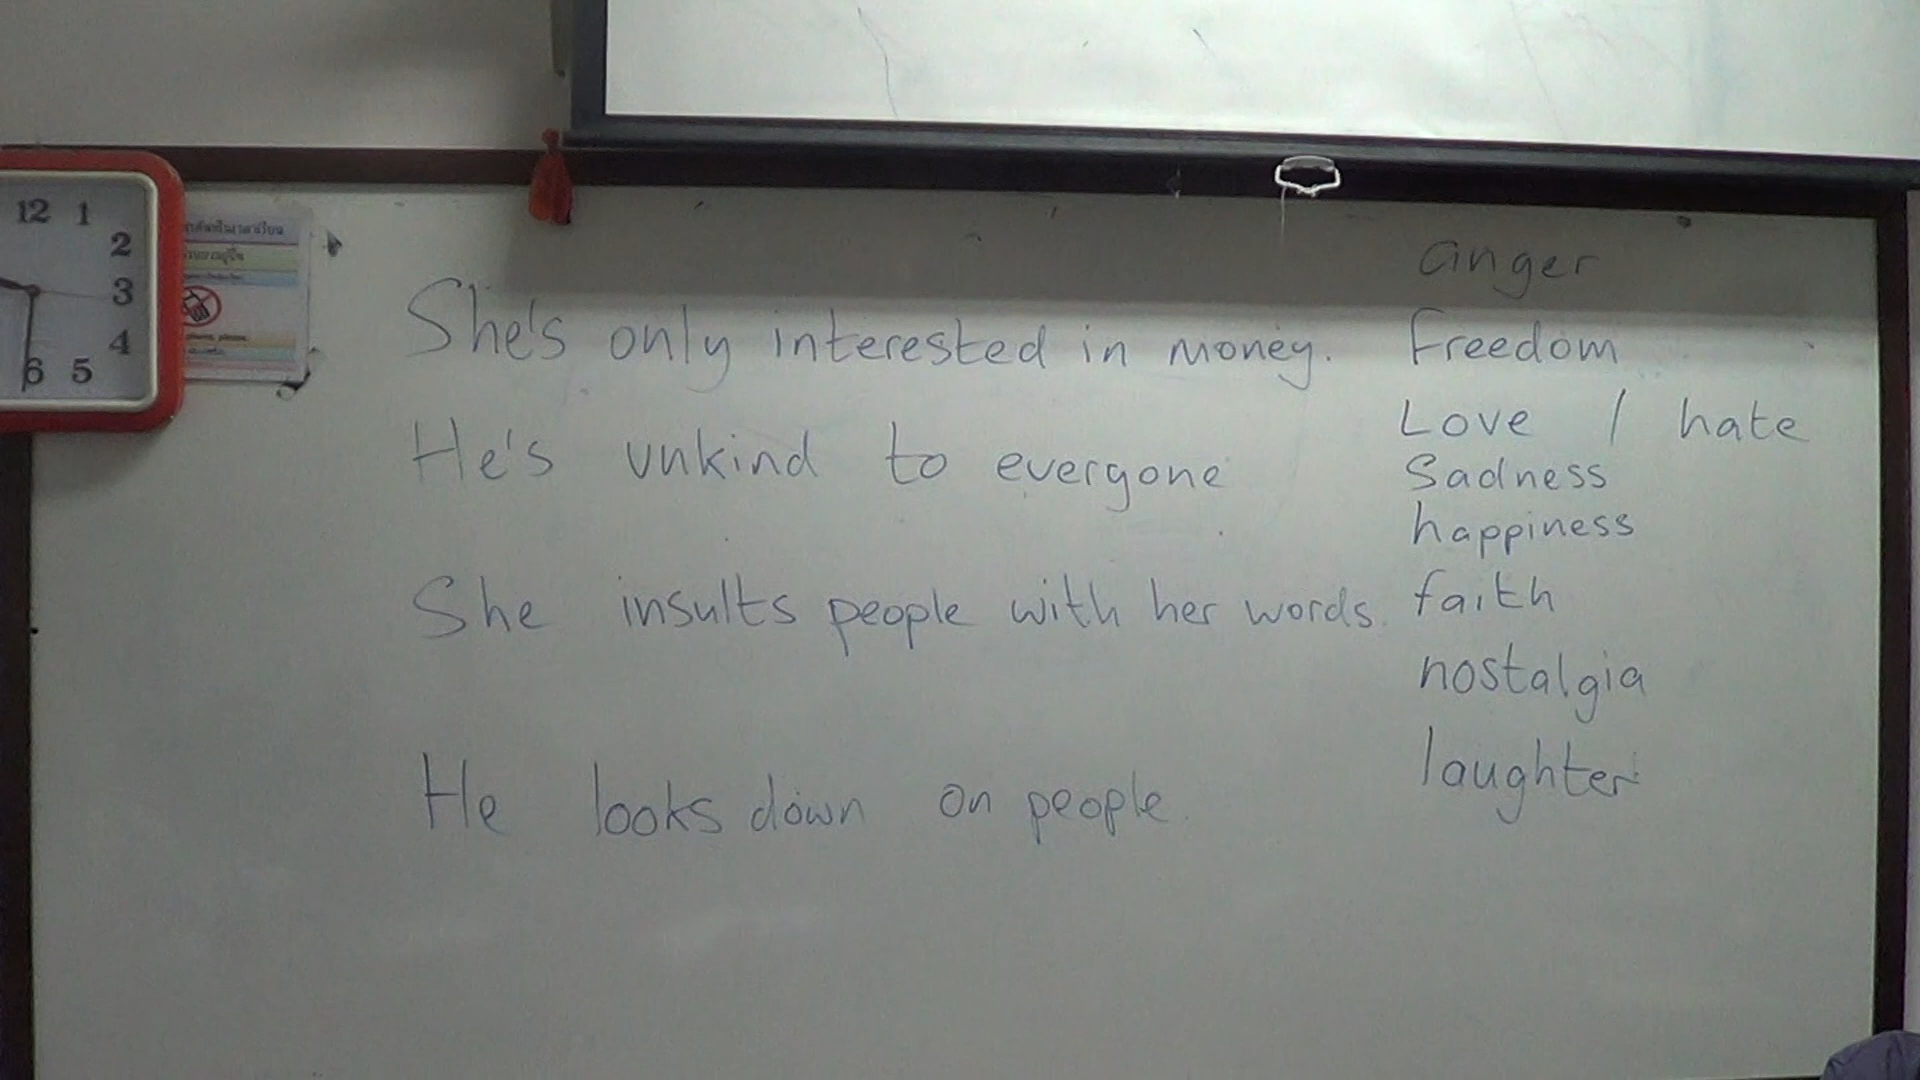 12 1
2
3
4
5
6
anger
She's only interested in money. Freedom
Love / hate
He's unkind to everyone
Sadness
happiness
She insults people with her words. faith
nostalgia
laughter
He looks down on people.